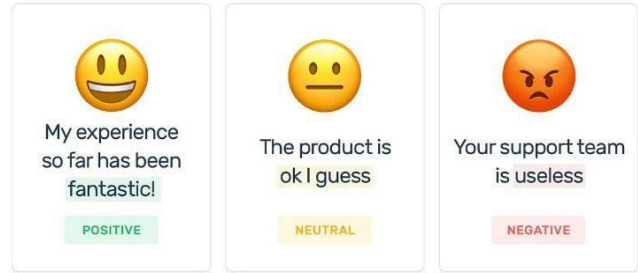 My experience
so far has been
fantastic!
POSITIVE
The product is
ok I guess
NEUTRAL
Your support team
is useless
NEGATIVE